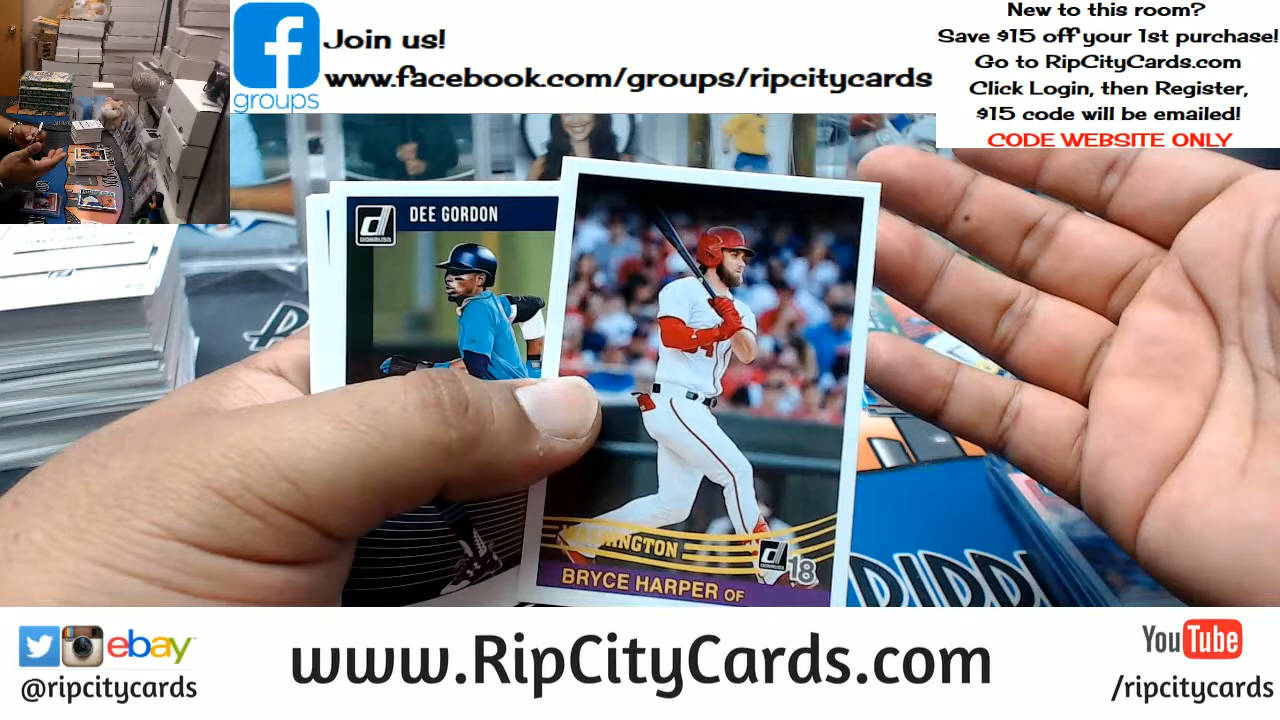 Join us!
www.facebook.com/groups/ripcitycards
groups
New to this room?
Save $15 off your 1st purchase!
Go to RipCityCards.com
Click Login, then Register,
$15 code will be emailed!
CODE WEBSITE ONLY
DEE GORDON
DONRUSS
WASHINGTON
DONRUSS
18
BRYCE HARPER OF
ebay
@ripcitycards
www.RipCityCards.com
YouTube
/ripcitycards